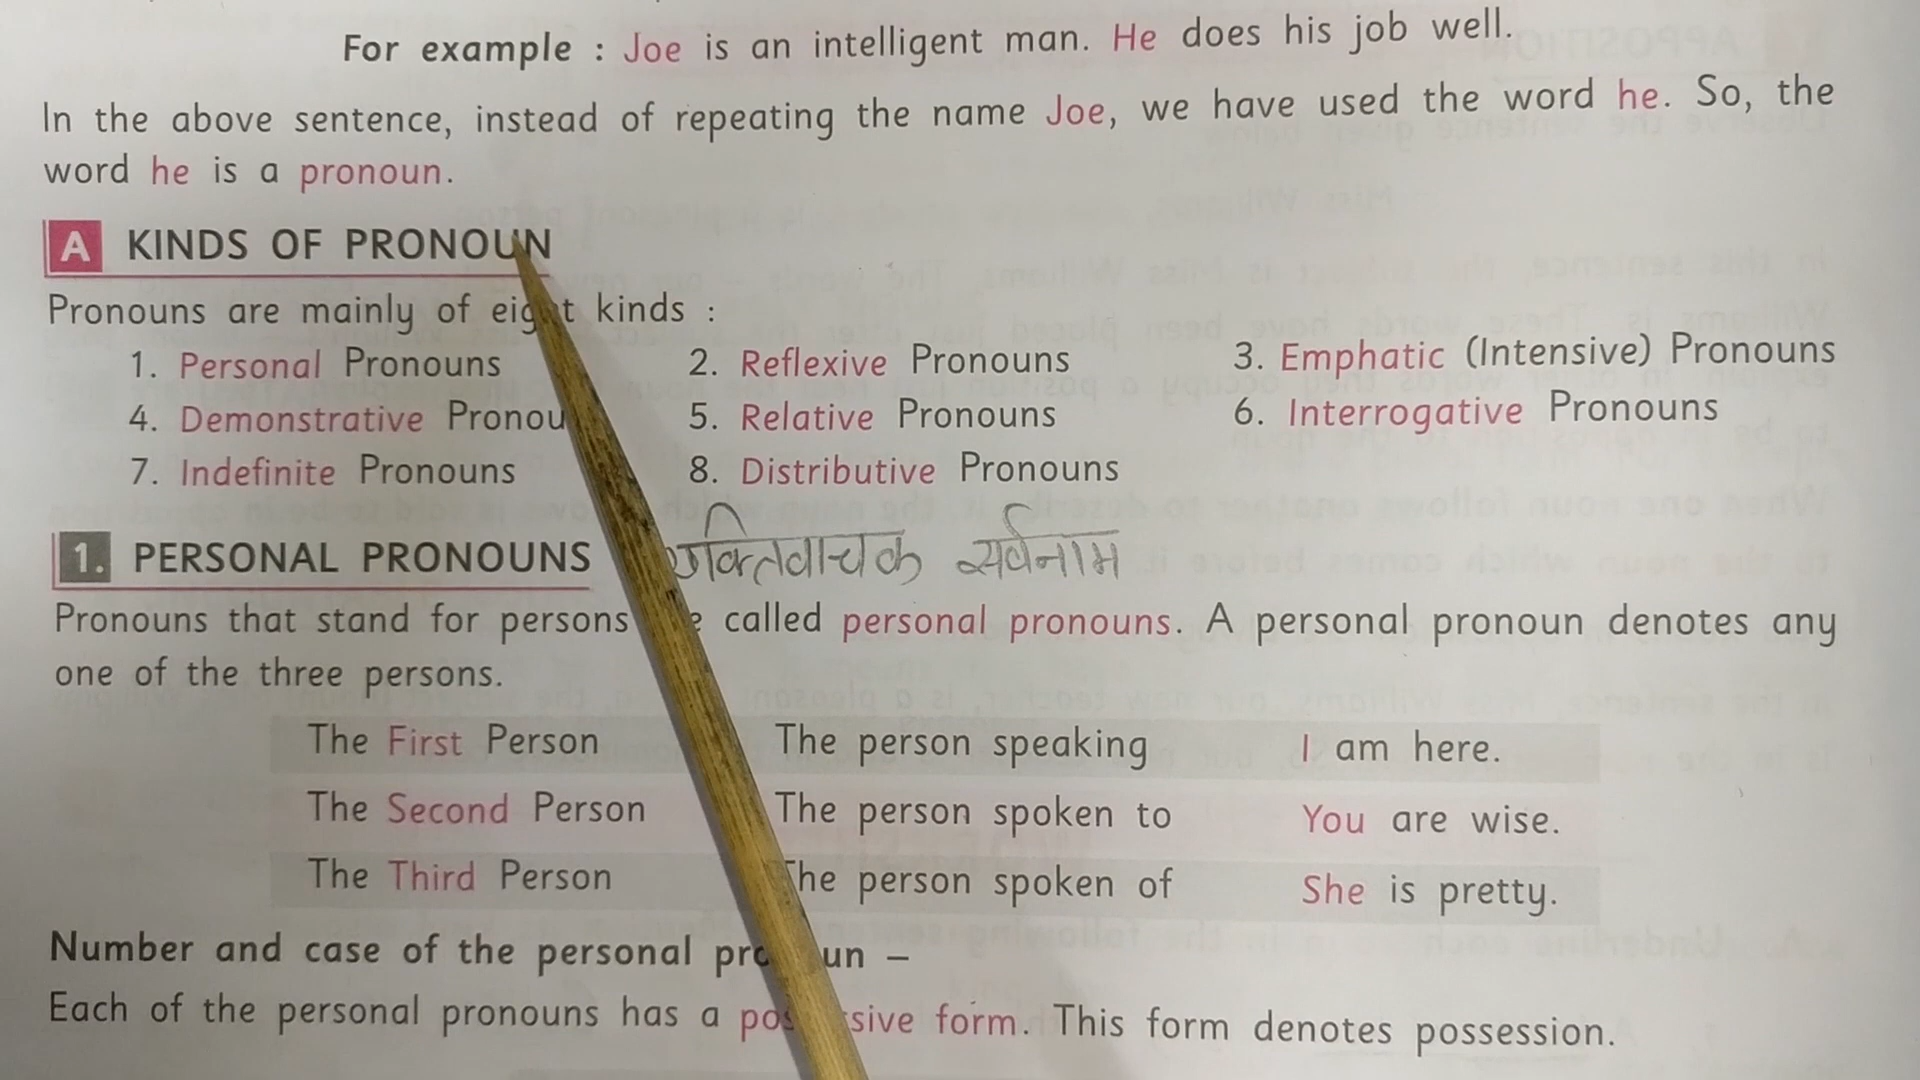 For example : Joe is an intelligent man. He does his job well.
In the above sentence, instead of repeating the name Joe, we have used the word he. So, the
word he is a pronoun.
A KINDS OF PRONOUN
Pronouns are mainly of eight kinds :
1. Personal Pronouns 2. Reflexive Pronouns 3. Emphatic (Intensive) Pronouns
4. Demonstrative Pronou 5. Relative Pronouns 6. Interrogative Pronouns
7. Indefinite Pronouns 8. Distributive Pronouns
1. PERSONAL PRONOUNS सर्वनाम
Pronouns that stand for persons called personal pronouns. A personal pronoun denotes any
one of the three persons.
The First Person The person speaking I am here.
The Second Person The person spoken to You are wise.
The Third Person The person spoken of She is pretty.
Number and case of the personal pronoun –
Each of the personal pronouns has a possessive form. This form denotes possession.